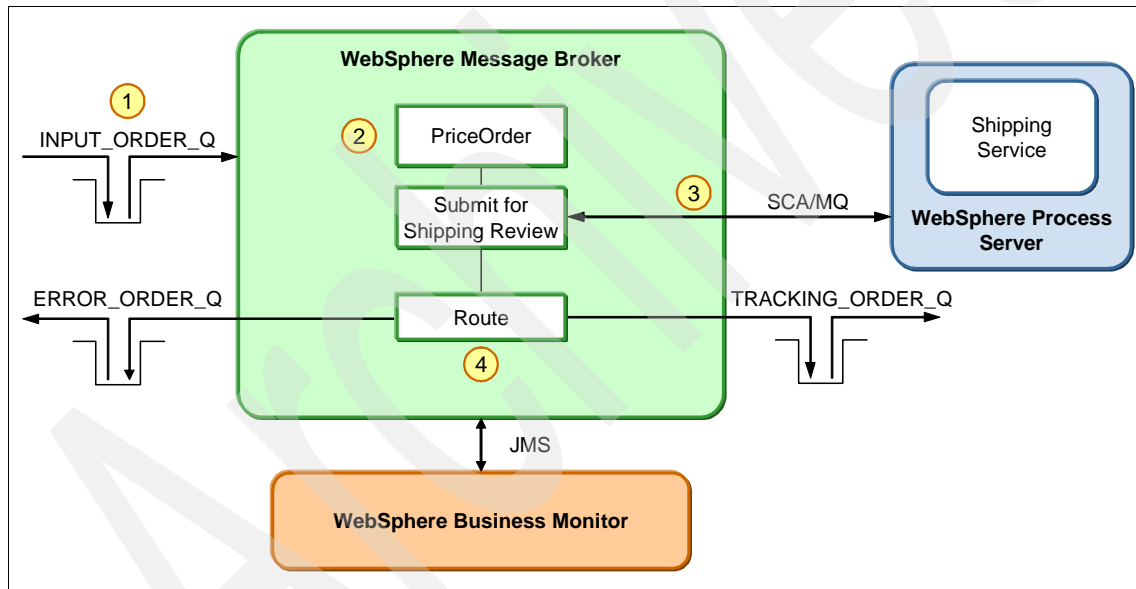 WebSphere Message Broker
1
INPUT_ORDER_Q
2
PriceOrder
Shipping
Service
3
SCA/MQ
Submit for
Shipping Review
WebSphere Process
Server
ERROR_ORDER_Q
Route
TRACKING_ORDER_Q
4
JMS
WebSphere Business Monitor
Archive